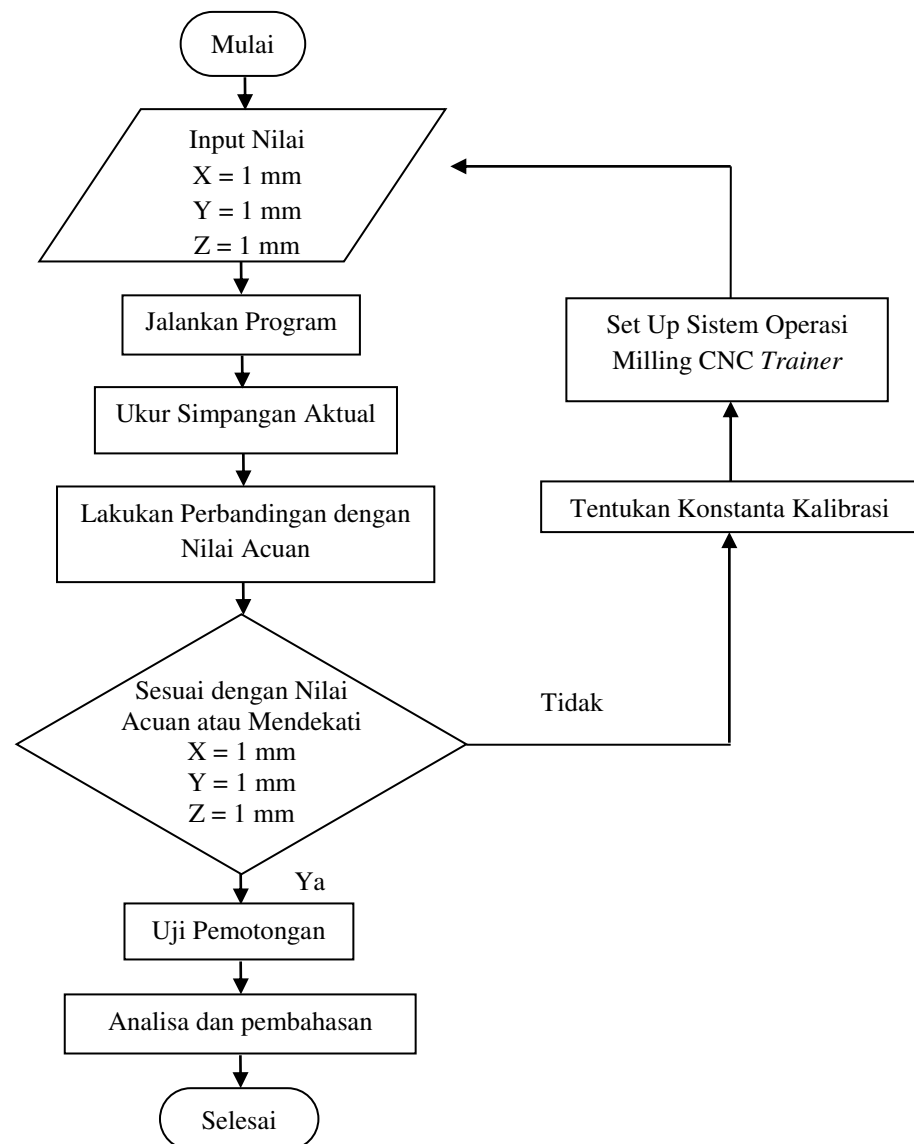 Mulai
Input Nilai
X = 1 mm
Y = 1 mm
Z = 1 mm
Jalankan Program
Ukur Simpangan Aktual
Lakukan Perbandingan dengan
Nilai Acuan
Sesuai dengan Nilai
Acuan atau Mendekati
X = 1 mm
Y = 1 mm
Z = 1 mm
Tidak
Tentukan Konstanta Kalibrasi
Set Up Sistem Operasi
Milling CNC Trainer
Ya
Uji Pemotongan
Analisa dan pembahasan
Selesai